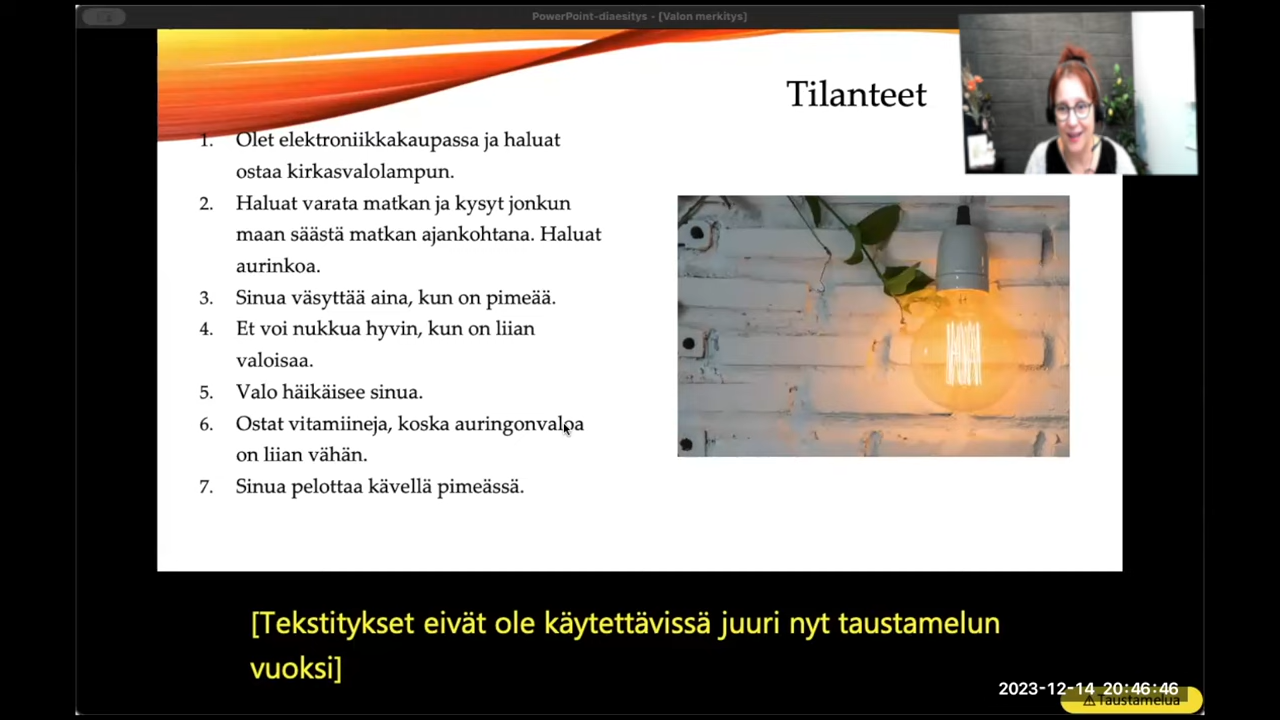 PowerPoint-diaesitys - [Valon merkitys]
Tilanteet
1. Olet elektroniikkakaupassa ja haluat
ostaa kirkasvalolampun.
2. Haluat varata matkan ja kysyt jonkun
maan säästä matkan ajankohtana. Haluat
aurinkoa.
3. Sinua väsyttää aina, kun on pimeää.
4. Et voi nukkua hyvin, kun on liian
valoisaa.
5. Valo häikäisee sinua.
6. Ostat vitamiineja, koska auringonvaloa
on liian vähän.
7. Sinua pelottaa kävellä pimeässä.
[Tekstitykset eivät ole käytettävissä juuri nyt taustamelun
vuoksi]
2023-12-14 20:46:46
⚠Taustamelua